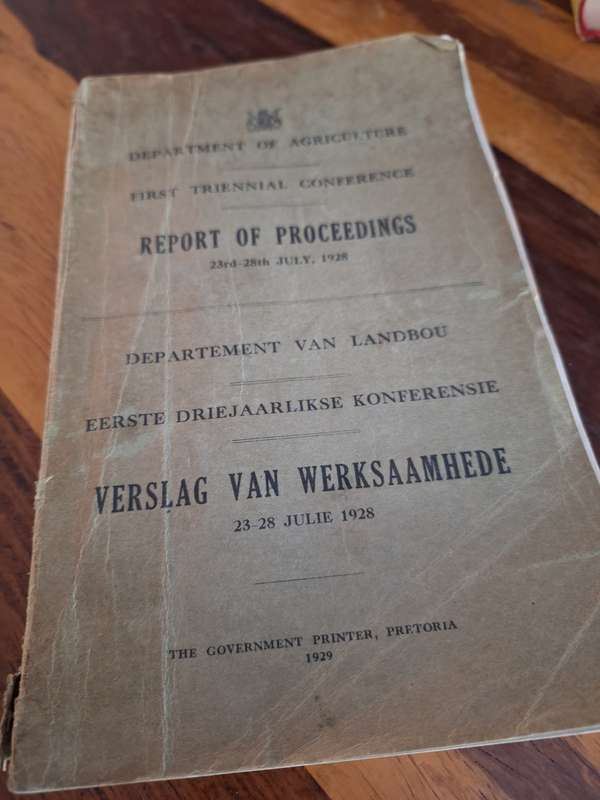 DEPARTMENT OF AGRICULTURE
FIRST TRIENNIAL CONFERENCE
REPORT OF PROCEEDINGS
23rd-28th JULY, 1928
DEPARTEMENT VAN LANDBOU
EERSTE DRIEJAARLIKSE KONFERENSIE
VERSLAG VAN WERKSAAMHEDE
23-28 JULIE 1928
THE GOVERNMENT PRINTER, PRETORIA
1929